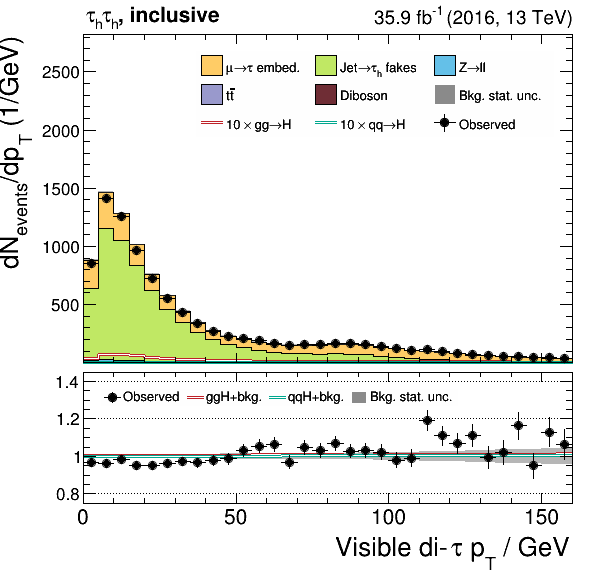 τhτh, inclusive 35.9 fb-1 (2016, 13 TeV)
dNevents/dpT (1/GeV)
2500
2000
1500
1000
500
μ→τ embed. Jet→τh fakes Z→ll
tt̄ Diboson Bkg. stat. unc.
10 × gg→H 10 × qq→H Observed
1.4
1.2
1
0.8
Observed ggH+bkg. qqH+bkg. Bkg. stat. unc.
0 50 100 150
Visible di-τ pT / GeV